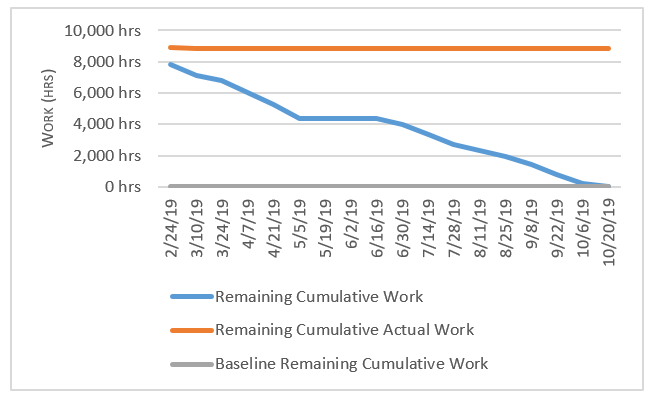 10,000 hrs
8,000 hrs
6,000 hrs
4,000 hrs
2,000 hrs
0 hrs
WORK (HRS)
2/24/19
3/10/19
3/24/19
4/7/19
4/21/19
5/5/19
5/19/19
6/2/19
6/16/19
6/30/19
7/14/19
7/28/19
8/11/19
8/25/19
9/8/19
9/22/19
10/6/19
10/20/19
Remaining Cumulative Work
Remaining Cumulative Actual Work
Baseline Remaining Cumulative Work